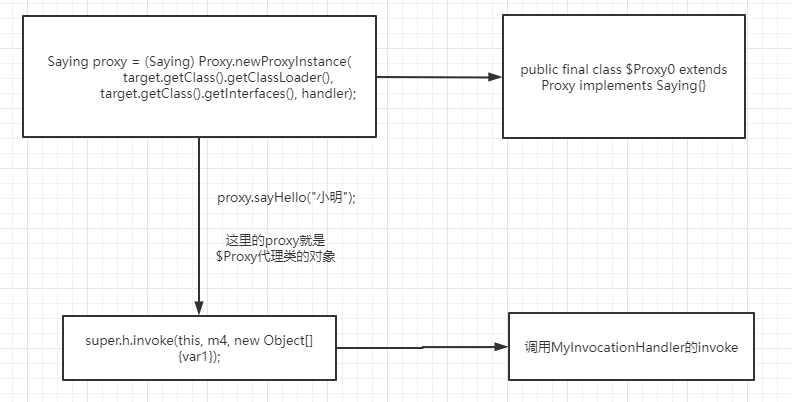 Saying proxy = (Saying) Proxy.newProxyInstance(
target.getClass().getClassLoader(),
target.getClass().getInterfaces(), handler);
public final class $Proxy0 extends
Proxy implements Saying{}
proxy.sayHello("小明");
这里的proxy就是
$Proxy代理类的对象
super.h.invoke(this, m4, new Object[]
{var1});
调用MyInvocationHandler的invoke